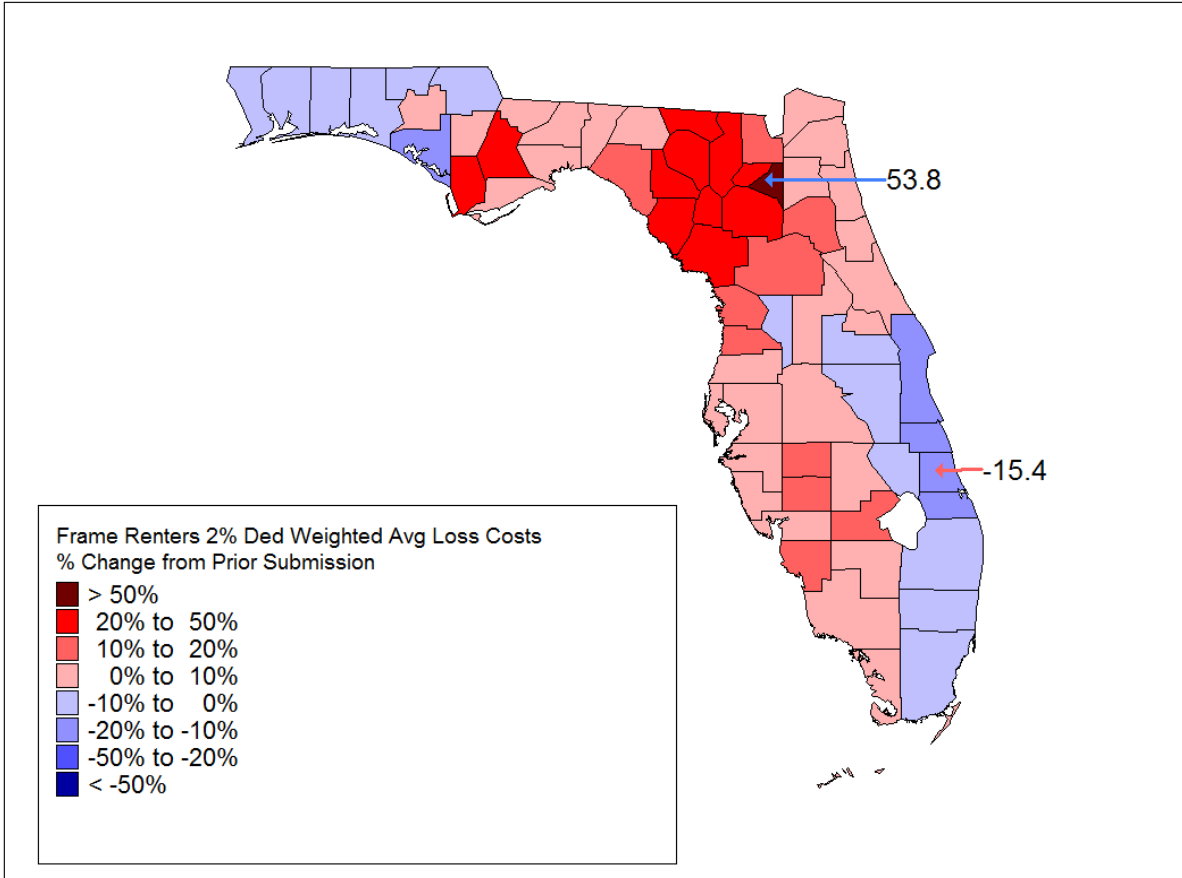 53.8
-15.4
Frame Renters 2% Ded Weighted Avg Loss Costs
% Change from Prior Submission
> 50%
20% to 50%
10% to 20%
0% to 10%
-10% to 0%
-20% to -10%
-50% to -20%
< -50%